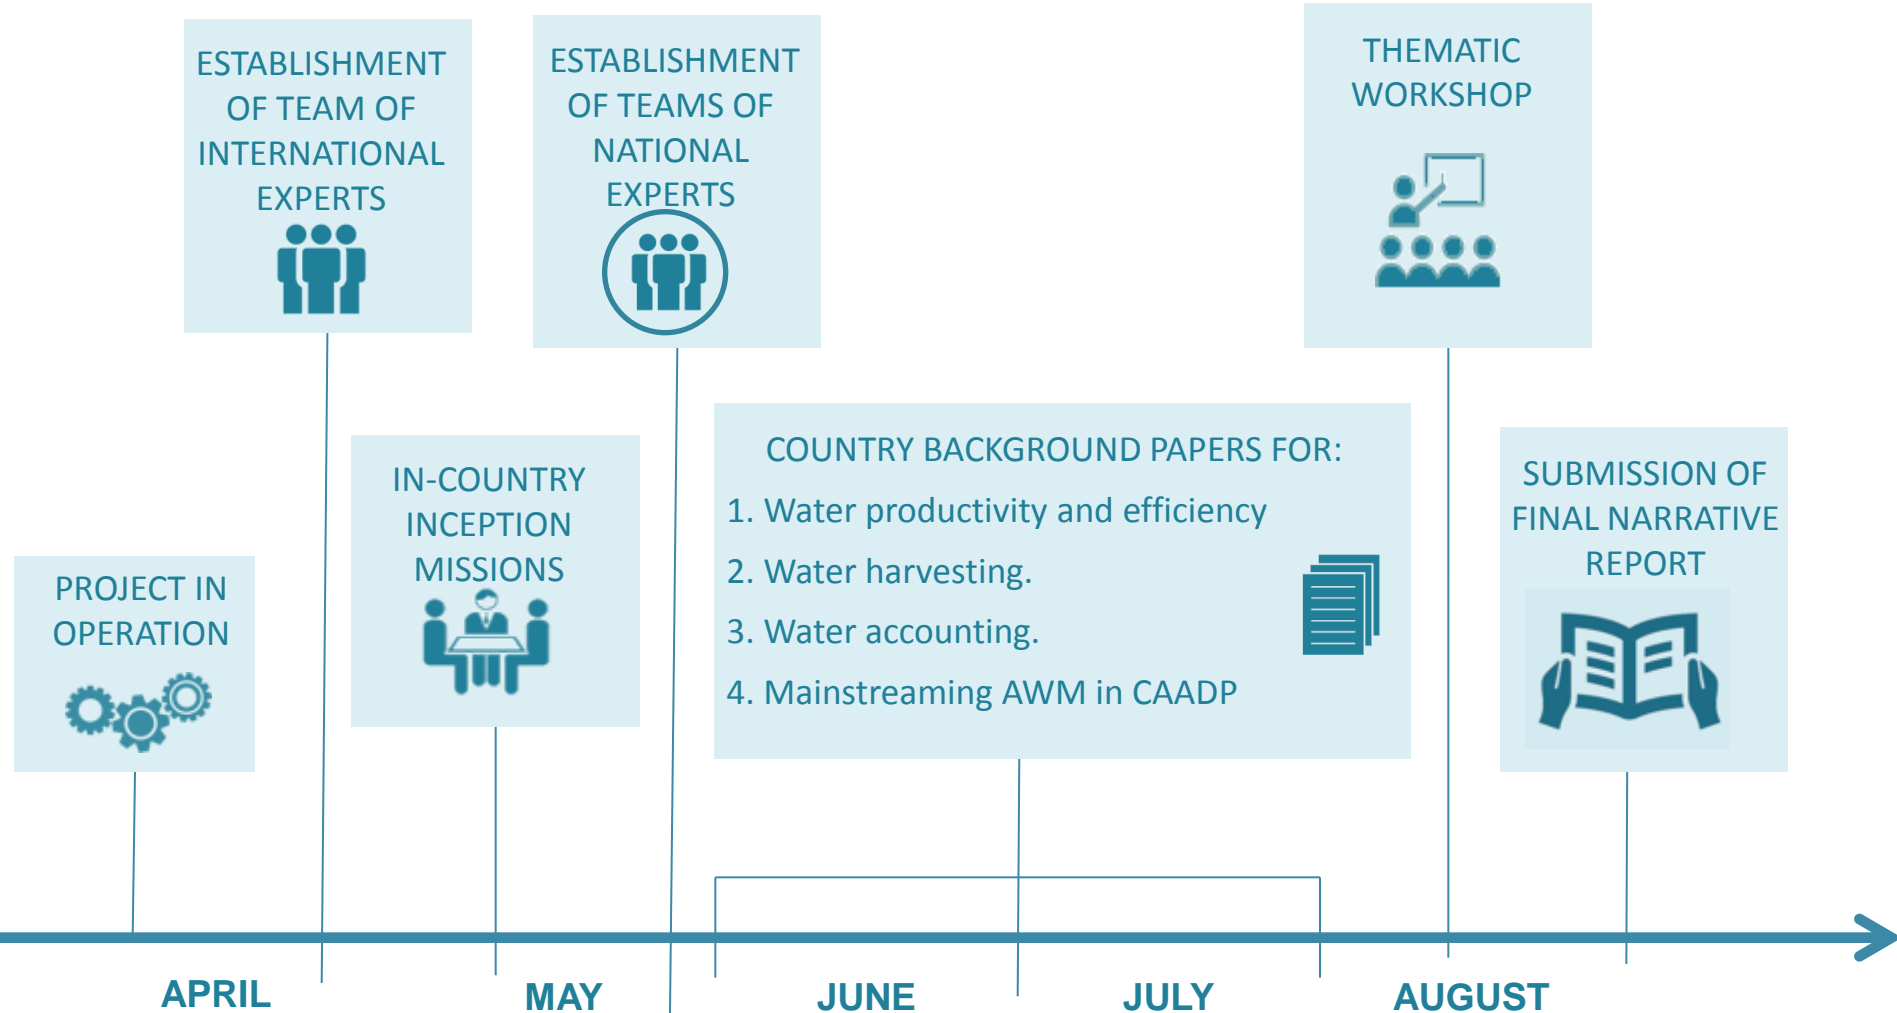 ESTABLISHMENT
OF TEAM OF
INTERNATIONAL
EXPERTS
ESTABLISHMENT
OF TEAMS OF
NATIONAL
EXPERTS
THEMATIC
WORKSHOP
PROJECT IN
OPERATION
IN-COUNTRY
INCEPTION
MISSIONS
COUNTRY BACKGROUND PAPERS FOR:
1. Water productivity and efficiency
2. Water harvesting.
3. Water accounting.
4. Mainstreaming AWM in CAADP
SUBMISSION OF
FINAL NARRATIVE
REPORT
APRIL
MAY
JUNE
JULY
AUGUST